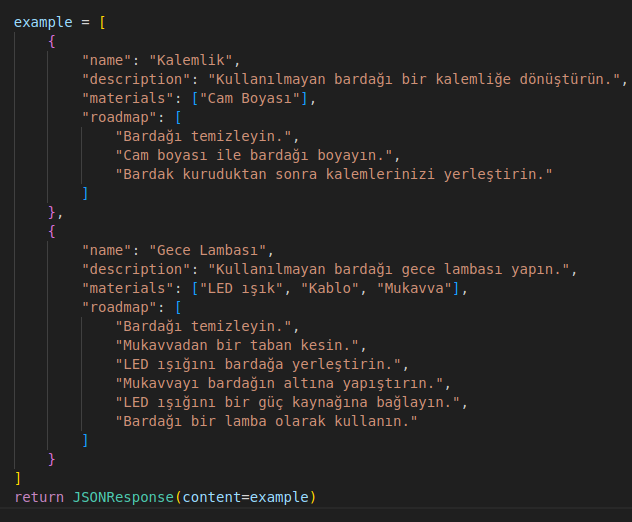 example = [
    {
        "name": "Kalemlik",
        "description": "Kullanılmayan bardağı bir kalemliğe dönüştürün.",
        "materials": ["Cam Boyası"],
        "roadmap": [
            "Bardağı temizleyin.",
            "Cam boyası ile bardağı boyayın.",
            "Bardak kuruduktan sonra kalemlerinizi yerleştirin."
        ]
    },
    {
        "name": "Gece Lambası",
        "description": "Kullanılmayan bardağı gece lambası yapın.",
        "materials": ["LED ışık", "Kablo", "Mukavva"],
        "roadmap": [
            "Bardağı temizleyin.",
            "Mukavvadan bir taban kesin.",
            "LED ışığını bardağa yerleştirin.",
            "Mukavvayı bardağın altına yapıştırın.",
            "LED ışığını bir güç kaynağına bağlayın.",
            "Bardağı bir lamba olarak kullanın."
        ]
    }
]
return JSONResponse(content=example)